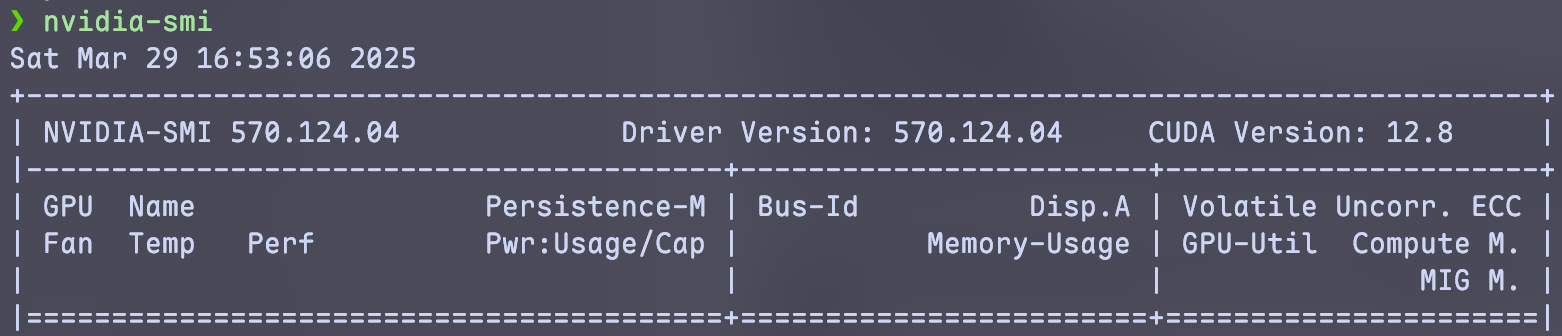 ❯ nvidia-smi
Sat Mar 29 16:53:06 2025
+-----------------------------------------------------------------------------------------+
| NVIDIA-SMI 570.124.04             Driver Version: 570.124.04     CUDA Version: 12.8     |
|-----------------------------------------+------------------------+----------------------+
| GPU  Name                 Persistence-M | Bus-Id          Disp.A | Volatile Uncorr. ECC |
| Fan  Temp   Perf          Pwr:Usage/Cap |           Memory-Usage | GPU-Util  Compute M. |
|                                         |                        |               MIG M. |
|=========================================+========================+======================|